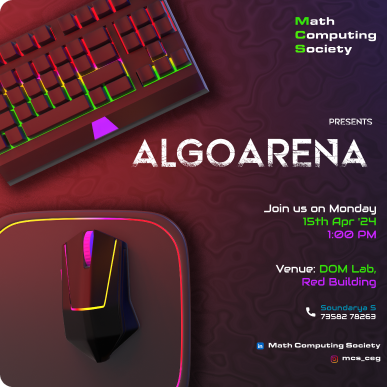 Math
Computing
Society
PRESENTS
ALGOARENA
Join us on Monday
15th Apr '24
1:00 PM
Venue: DOM Lab,
Red Building
Soundarya S
73582 78263
Math Computing Society
mcs_ceg